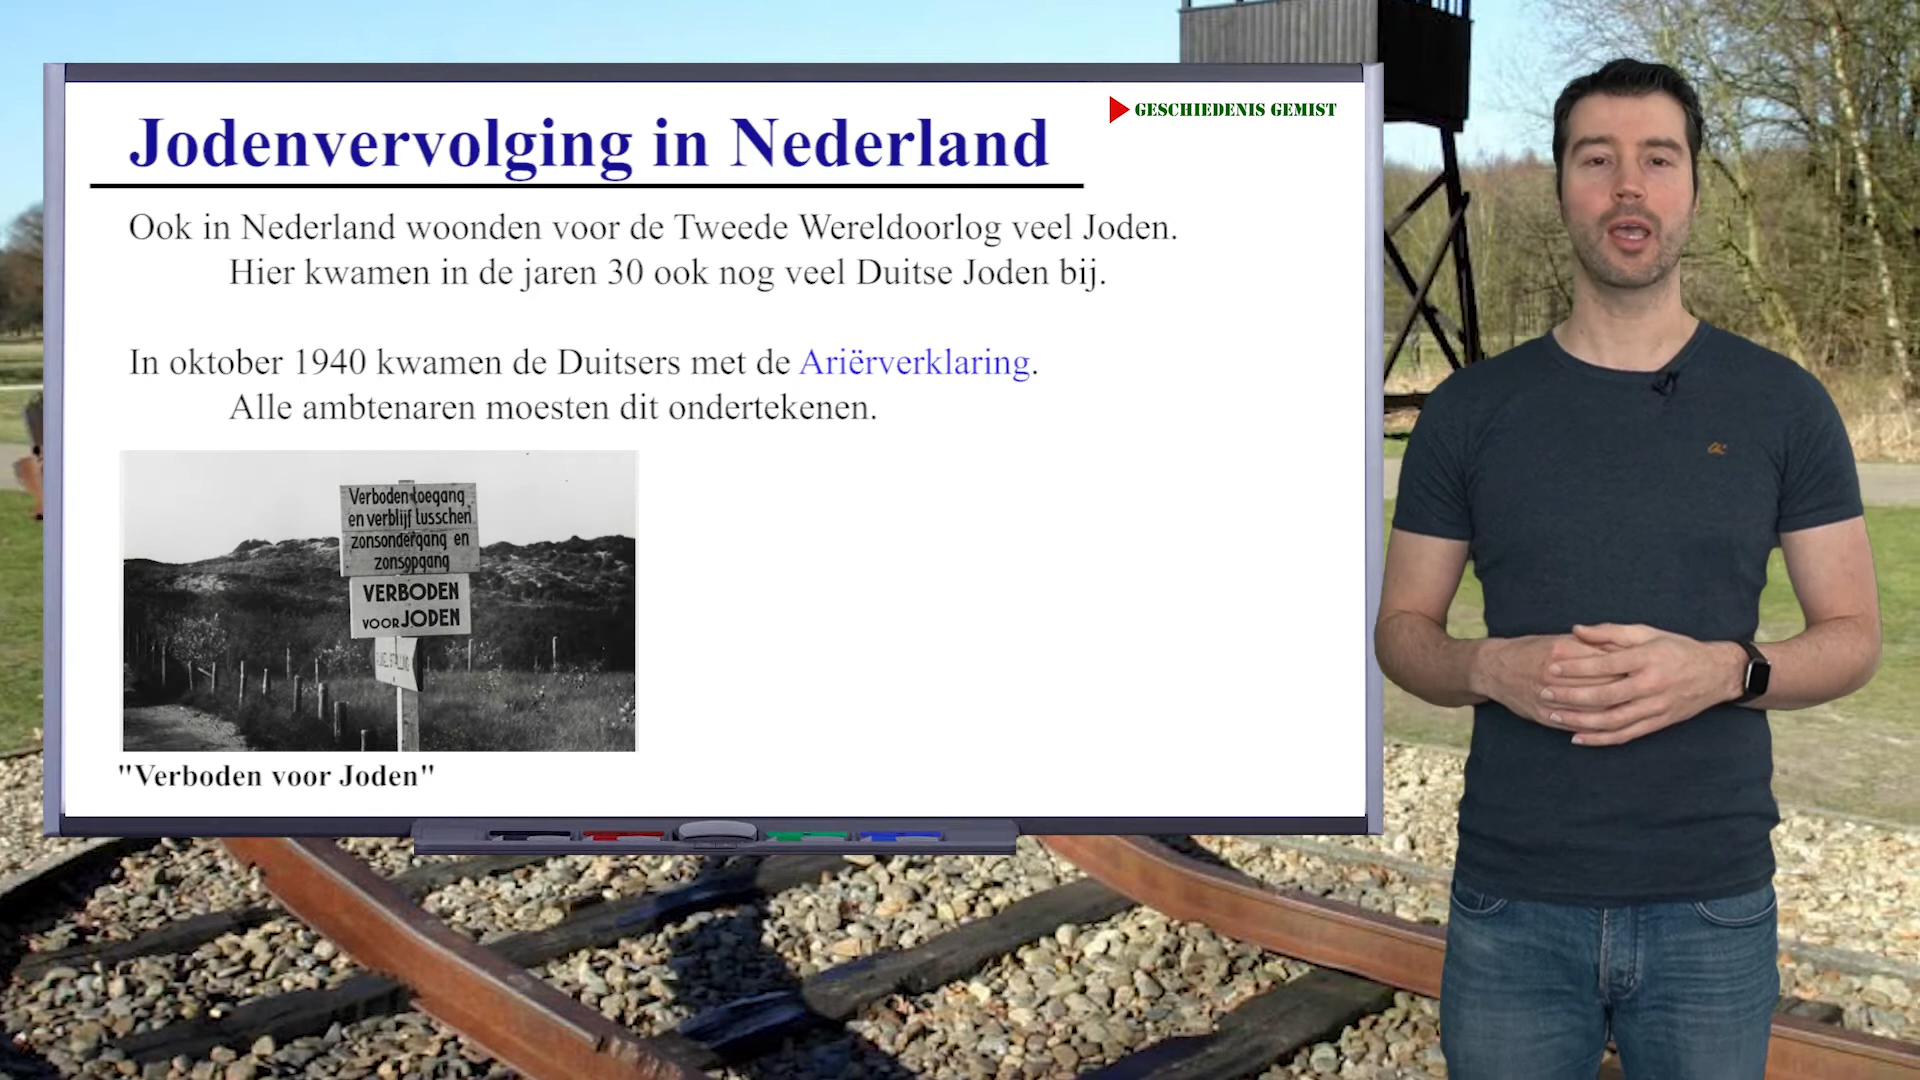 GESCHIEDENIS GEMIST
Jodenvervolging in Nederland
Ook in Nederland woonden voor de Tweede Wereldoorlog veel Joden.
Hier kwamen in de jaren 30 ook nog veel Duitse Joden bij.
In oktober 1940 kwamen de Duitsers met de Ariërverklaring.
Alle ambtenaren moesten dit ondertekenen.
Verboden toegang
en verblijf tusschen
zonsondergang en
zonsopgang
VERBODEN
VOOR JODEN
"Verboden voor Joden"